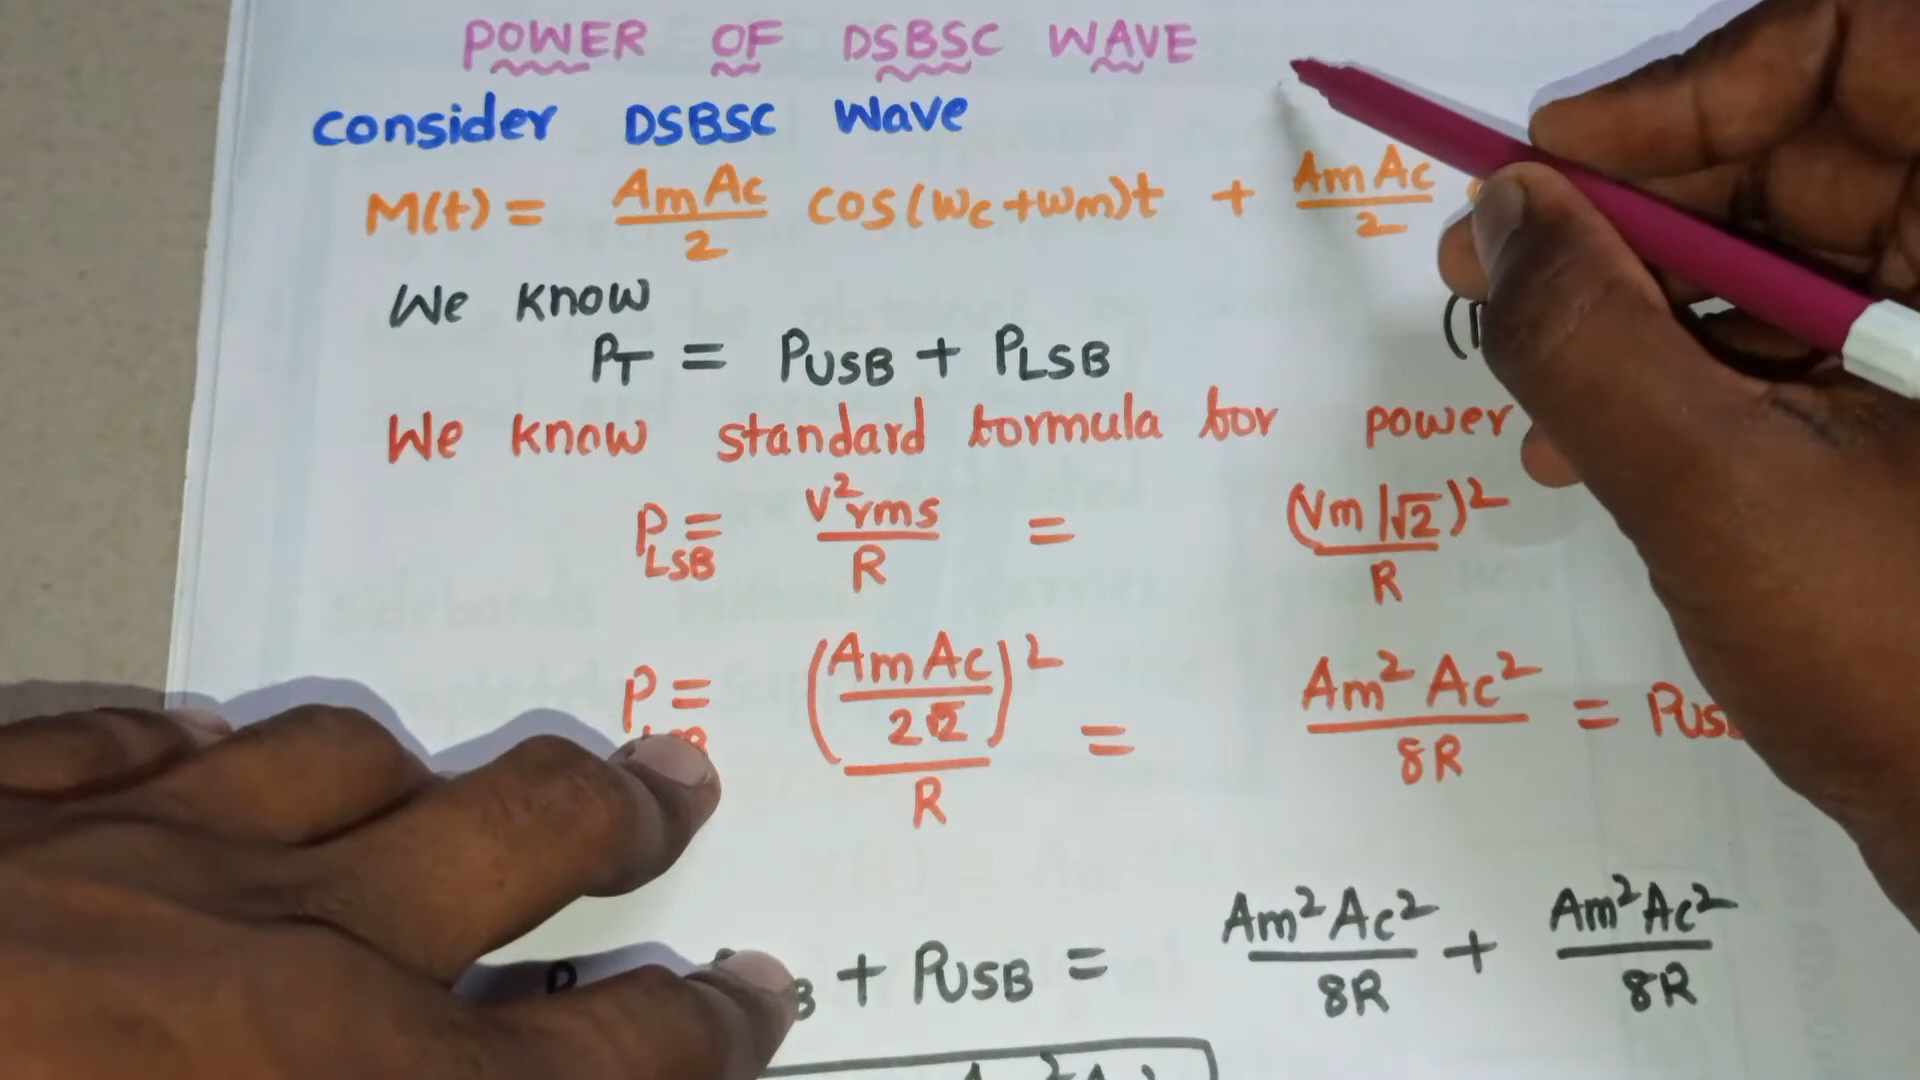 POWER OF DSBSC WAVE
Consider DSBSC Wave
M(t) = AmAc/2 cos(wc+wm)t + AmAc/2
We know
PT = PUSB + PLSB
We know standard formula for power
PLSB = V²rms/R = (Vm/√2)²/R
P = (AmAc/2√2)²/R = Am²Ac²/8R = PUS
+ PUSB = Am²Ac²/8R + Am²Ac²/8R